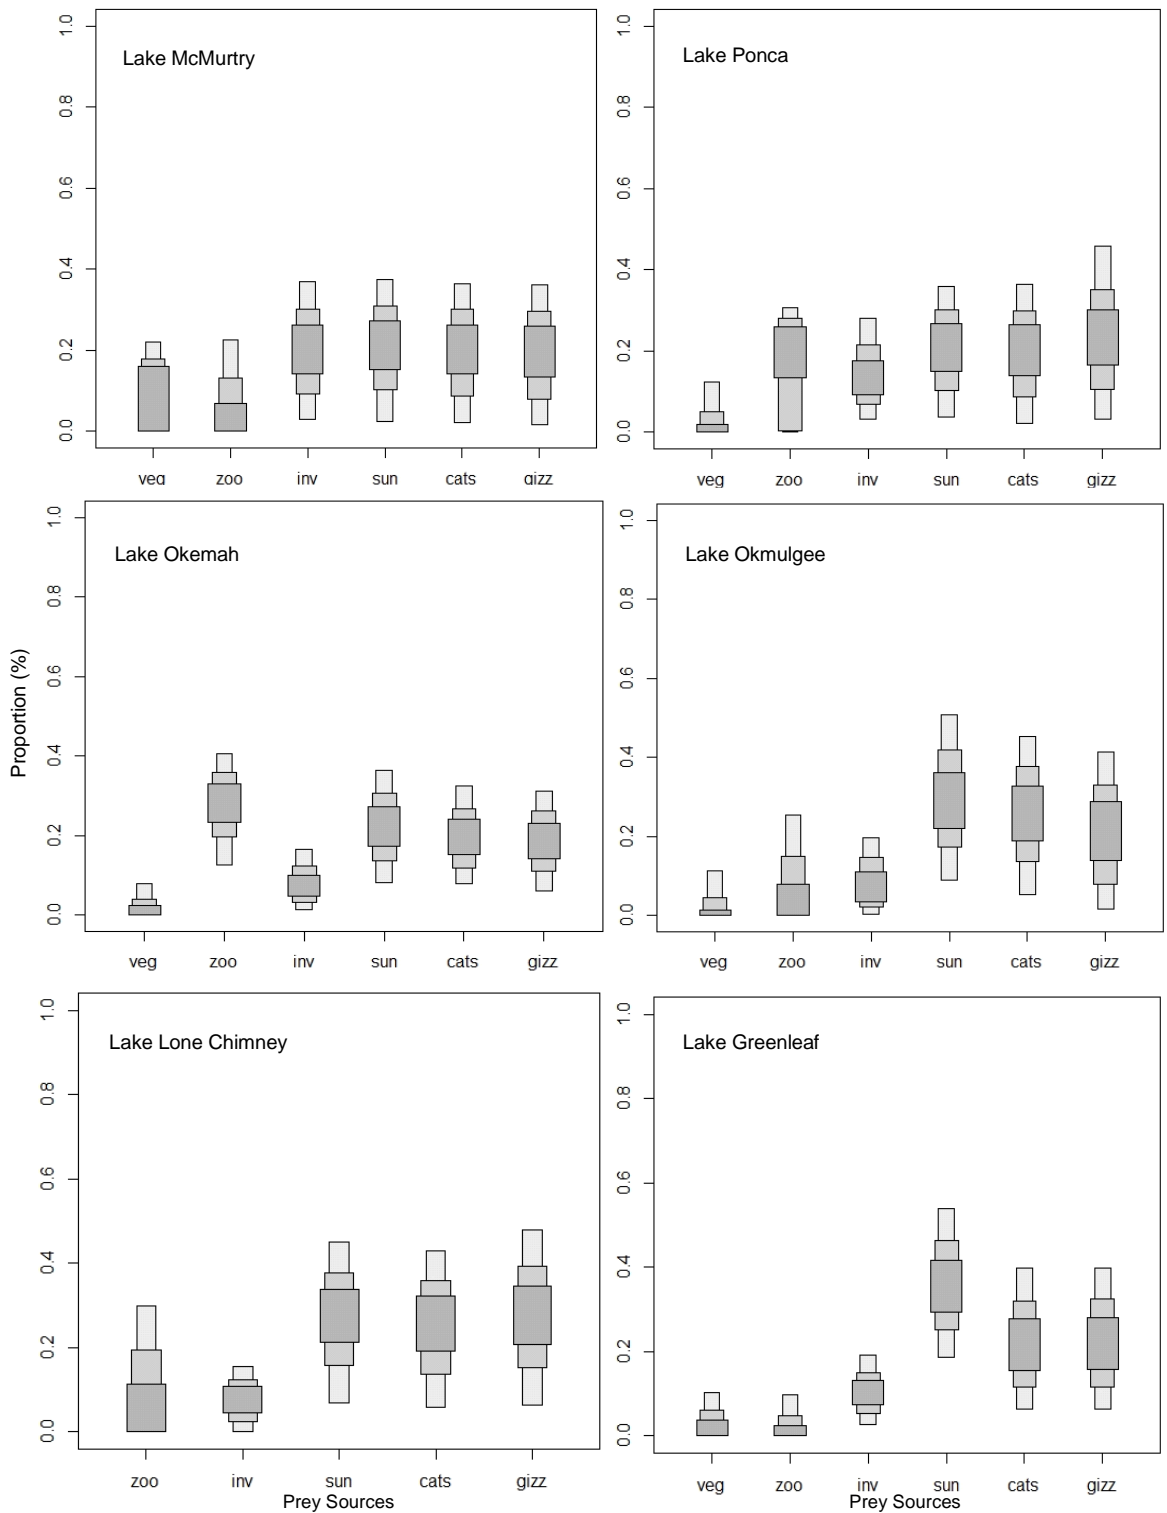 Lake McMurtry
1.0
0.8
0.6
0.4
0.2
0.0
veg zoo inv sun cats gizz
Lake Ponca
1.0
0.8
0.6
0.4
0.2
0.0
veg zoo inv sun cats gizz
Proportion (%)
Lake Okemah
1.0
0.8
0.6
0.4
0.2
0.0
veg zoo inv sun cats gizz
Lake Okmulgee
1.0
0.8
0.6
0.4
0.2
0.0
veg zoo inv sun cats gizz
Lake Lone Chimney
1.0
0.8
0.6
0.4
0.2
0.0
zoo inv sun cats gizz
Prey Sources
Lake Greenleaf
1.0
0.8
0.6
0.4
0.2
0.0
veg zoo inv sun cats gizz
Prey Sources